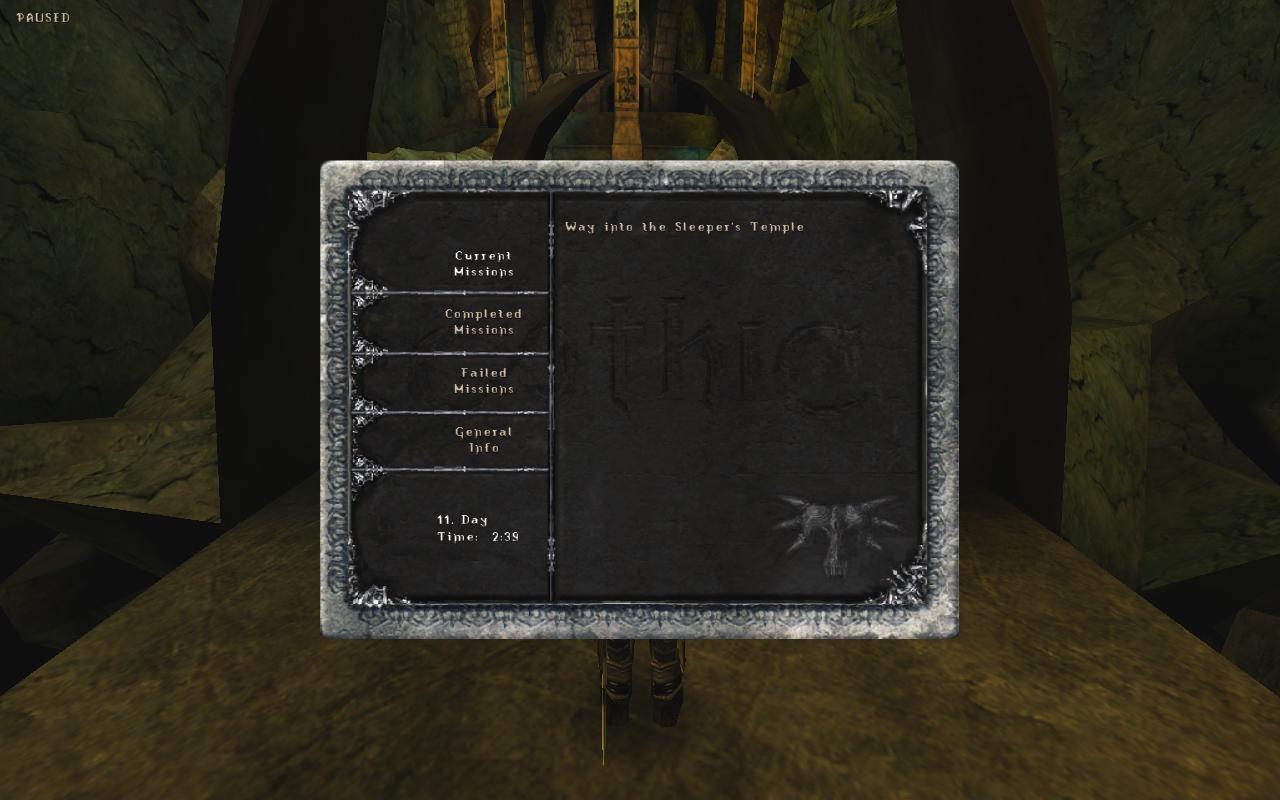 PAUSED
Way into the Sleeper's Temple
Current
Missions
Completed
Missions
Failed
Missions
General
Info
11. Day
Time: 2:39